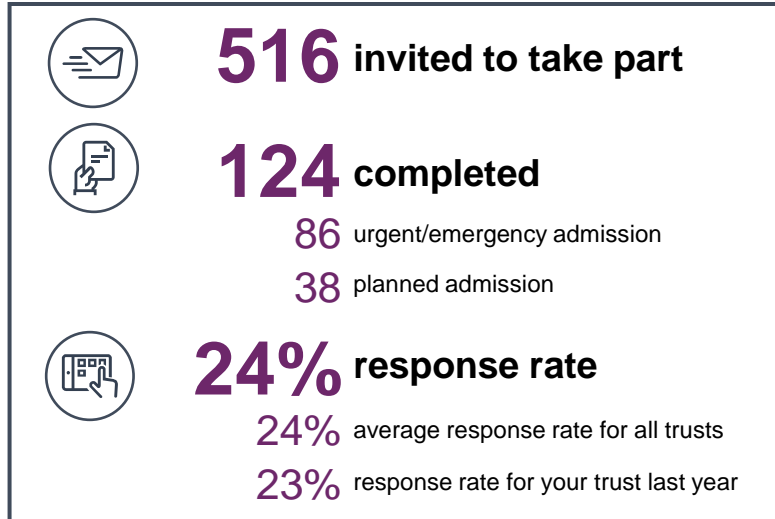 516 invited to take part
124 completed
86 urgent/emergency admission
38 planned admission
24% response rate
24% average response rate for all trusts
23% response rate for your trust last year